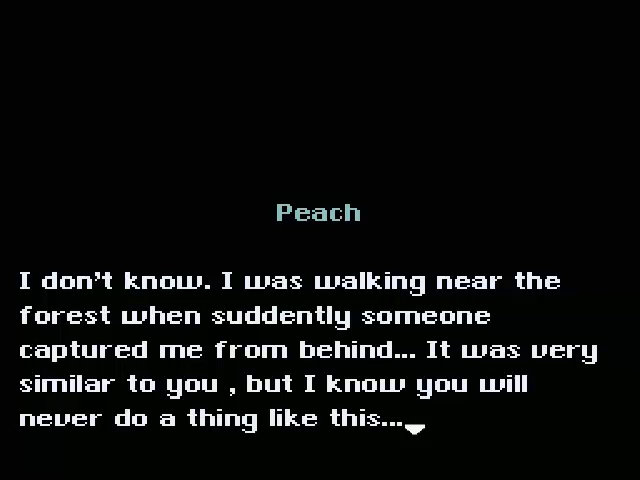 Peach
I don't know. I was walking near the
forest when suddently someone
captured me from behind... It was very
similar to you , but I know you will
never do a thing like this...